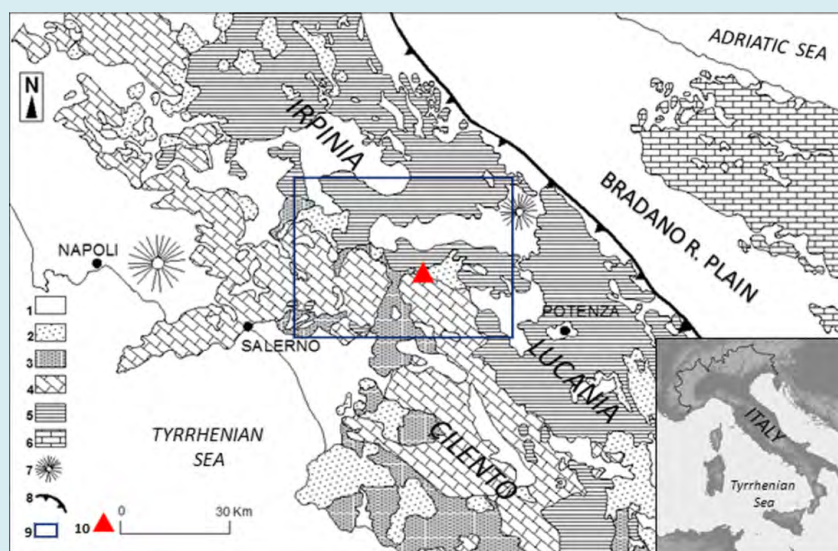 ADRIATIC SEA
N
IRPINIA
BRADANO R. PLAIN
NAPOLI
1
2
3
4
5
6
7
8
9
10
SALERNO
POTENZA
LUCANIA
CILENTO
TYRRHENIAN
SEA
0 30 Km
ITALY
Tyrrhenian
Sea